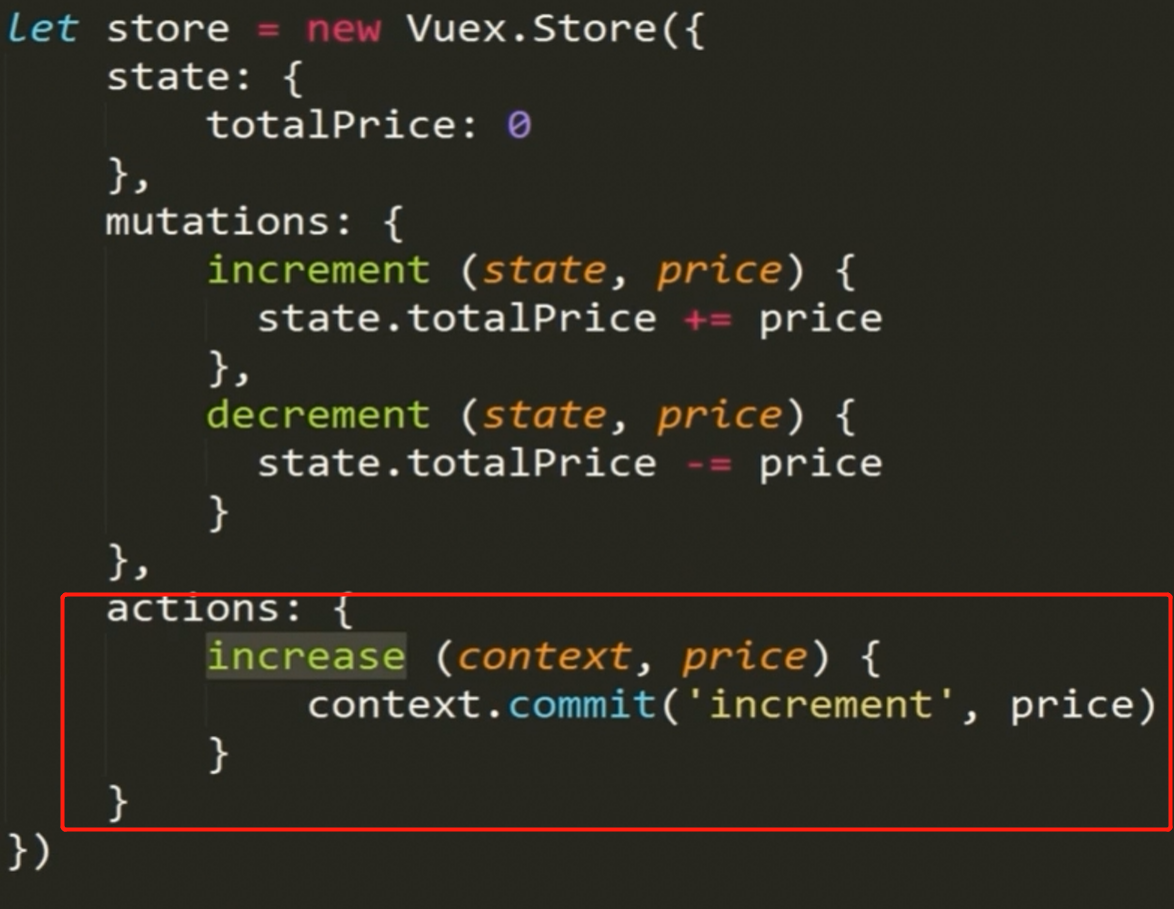 let store = new Vuex.Store({
    state: {
        totalPrice: 0
    },
    mutations: {
        increment (state, price) {
          state.totalPrice += price
        },
        decrement (state, price) {
          state.totalPrice -= price
        }
    },
    actions: {
        increase (context, price) {
            context.commit('increment', price)
        }
    }
})